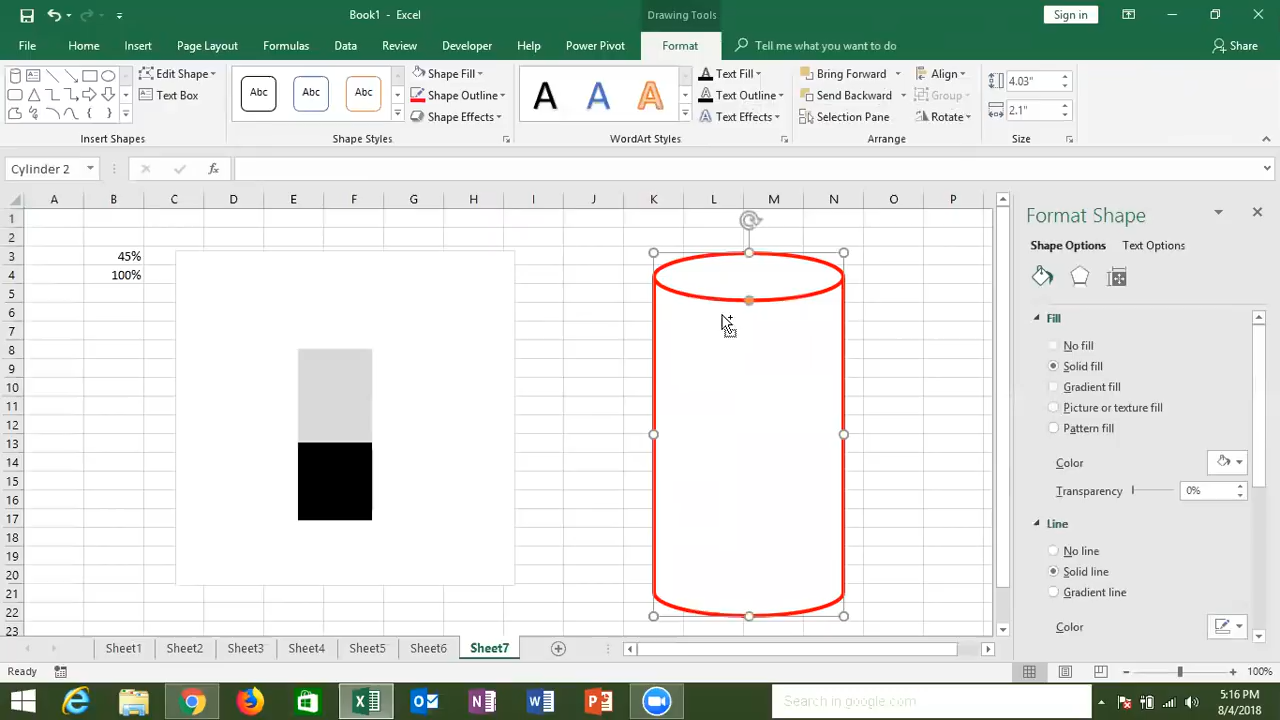 Book1 - Excel
Drawing Tools
Sign in
File
Home
Insert
Page Layout
Formulas
Data
Review
Developer
Help
Power Pivot
Format
Tell me what you want to do
Share
Edit Shape
Text Box
Insert Shapes
Abc
Abc
Abc
Shape Fill
Shape Outline
Shape Effects
Shape Styles
A
A
A
Text Fill
Text Outline
Text Effects
WordArt Styles
Bring Forward
Send Backward
Selection Pane
Align
Group
Rotate
Arrange
4.03"
2.1"
Size
Cylinder 2
fx
A B C D E F G H I J K L M N O P
1
2
3 45%
4 100%
5
6
7
8
9
10
11
12
13
14
15
16
17
18
19
20
21
22
23
Format Shape
Shape Options
Text Options
Fill
No fill
Solid fill
Gradient fill
Picture or texture fill
Pattern fill
Color
Transparency 0%
Line
No line
Solid line
Gradient line
Color
Sheet1
Sheet2
Sheet3
Sheet4
Sheet5
Sheet6
Sheet7
Ready
100%
Search in google.com
5:16 PM
8/4/2018